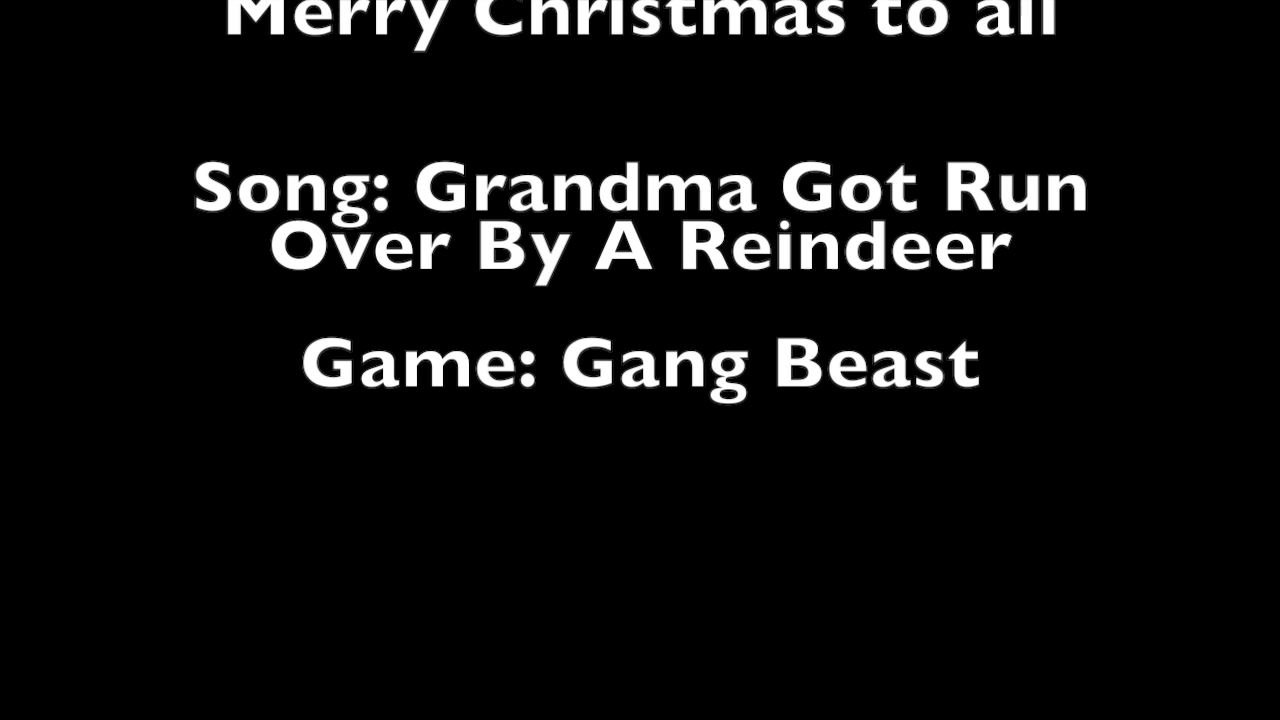 Merry Christmas to all
Song: Grandma Got Run
Over By A Reindeer
Game: Gang Beast